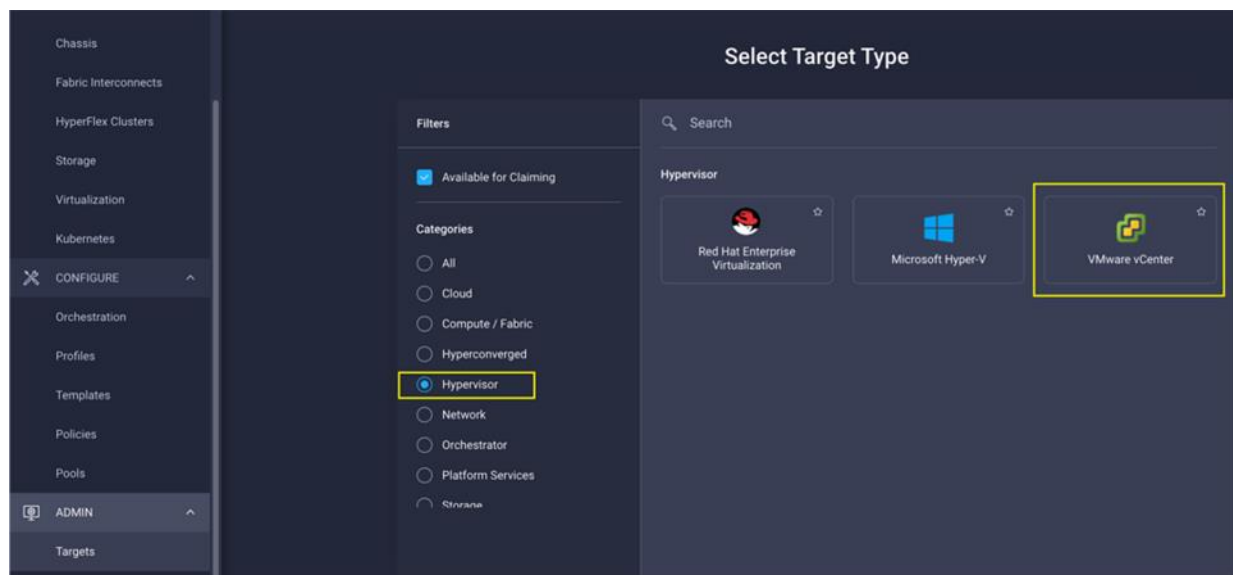 Chassis
Fabric Interconnects
HyperFlex Clusters
Storage
Virtualization
Kubernetes
CONFIGURE
Orchestration
Profiles
Templates
Policies
Pools
ADMIN
Targets
Select Target Type
Filters
Available for Claiming
Categories
All
Cloud
Compute / Fabric
Hyperconverged
Hypervisor
Network
Orchestrator
Platform Services
Storage
Search
Hypervisor
Red Hat Enterprise
Virtualization
Microsoft Hyper-V
VMware vCenter